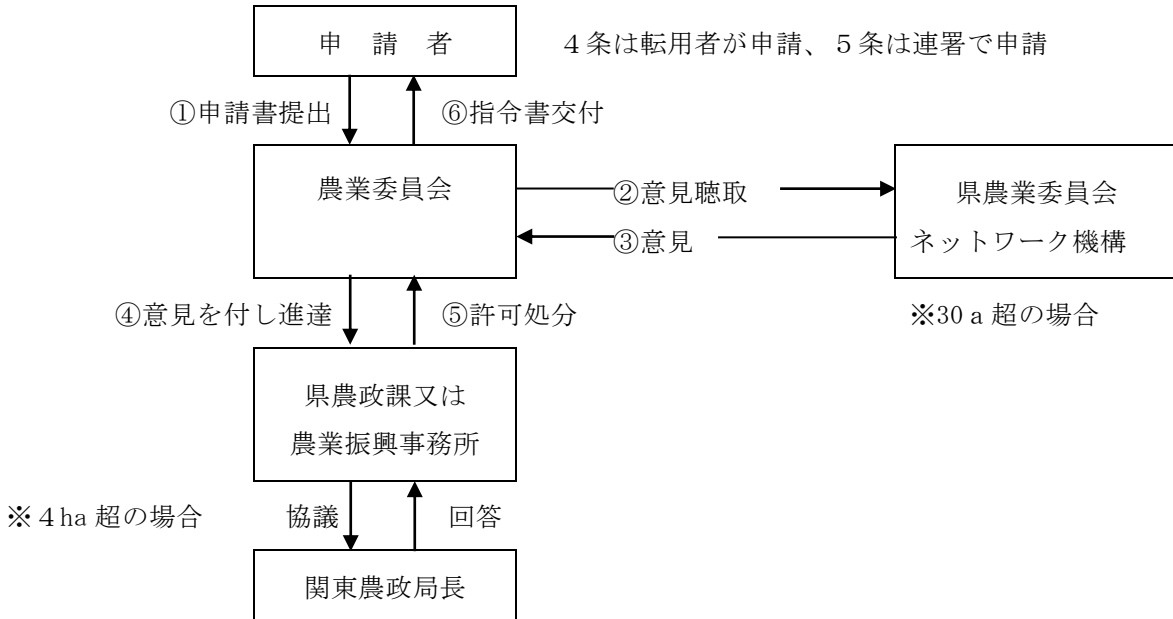 申　請　者
４条は転用者が申請、５条は連署で申請
①申請書提出
⑥指令書交付
農業委員会
②意見聴取
県農業委員会
③意見
ネットワーク機構
④意見を付し進達
⑤許可処分
※30ａ超の場合
県農政課又は
農業振興事務所
※４ha 超の場合
協議
回答
関東農政局長